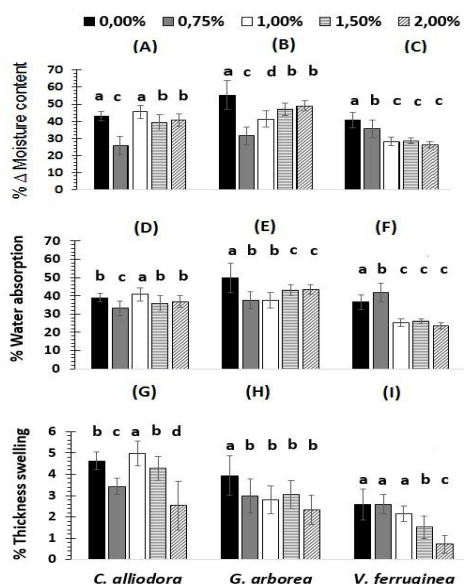 0,00% 0,75% 1,00% 1,50% 2,00%
(A) (B) (C)
% Δ Moisture content
70
60
50
40
30
20
10
0
a c a b b
a c d b b
a b c c c
(D) (E) (F)
% Water absorption
70
60
50
40
30
20
10
0
b c a b b
a b b c c
a b c c c
(G) (H) (I)
% Thickness swelling
6
5
4
3
2
1
0
b c a b d
a b b b b
a a a b c
C. alliodora G. arborea V. ferruginea